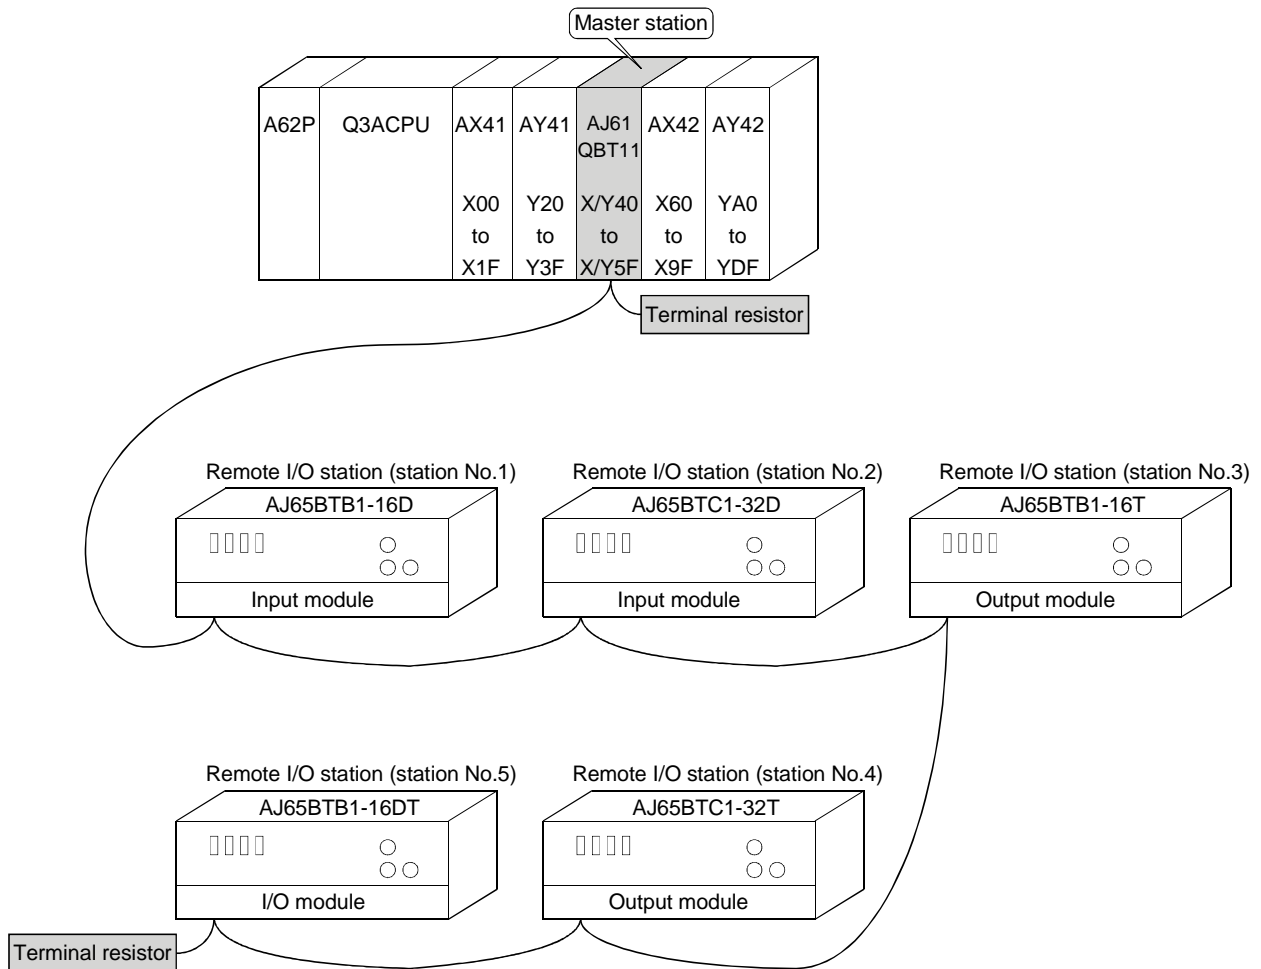 Master station
A62P
Q3ACPU
AX41
X00
to
X1F
AY41
Y20
to
Y3F
AJ61
QBT11
X/Y40
to
X/Y5F
AX42
X60
to
X9F
AY42
YA0
to
YDF
Terminal resistor
Remote I/O station (station No.1)
AJ65BTB1-16D
Input module
Remote I/O station (station No.2)
AJ65BTC1-32D
Input module
Remote I/O station (station No.3)
AJ65BTB1-16T
Output module
Remote I/O station (station No.5)
AJ65BTB1-16DT
I/O module
Remote I/O station (station No.4)
AJ65BTC1-32T
Output module
Terminal resistor